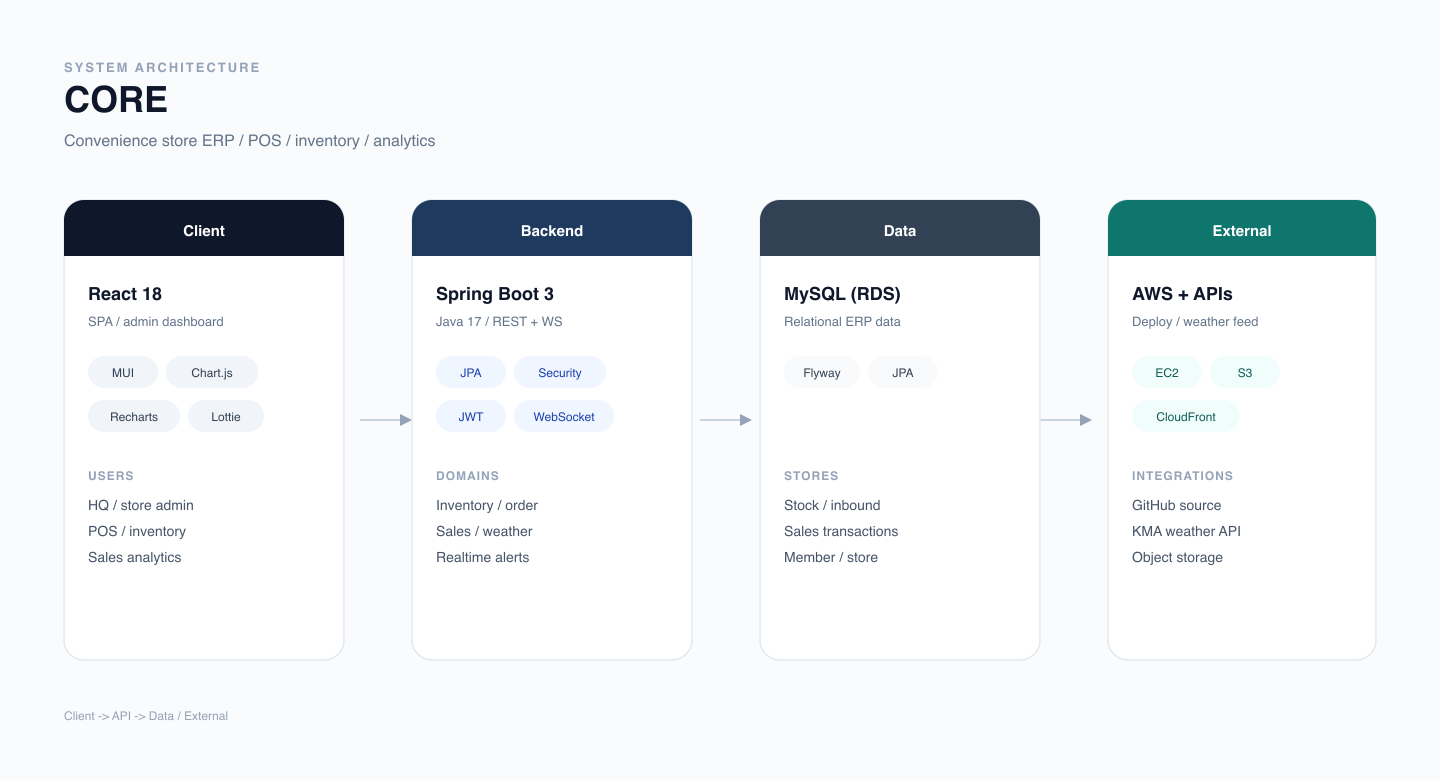 SYSTEM ARCHITECTURE
CORE
Convenience store ERP / POS / inventory / analytics
Client
React 18
SPA / admin dashboard
MUI
Chart.js
Recharts
Lottie
USERS
HQ / store admin
POS / inventory
Sales analytics
Backend
Spring Boot 3
Java 17 / REST + WS
JPA
Security
JWT
WebSocket
DOMAINS
Inventory / order
Sales / weather
Realtime alerts
Data
MySQL (RDS)
Relational ERP data
Flyway
JPA
STORES
Stock / inbound
Sales transactions
Member / store
External
AWS + APIs
Deploy / weather feed
EC2
S3
CloudFront
INTEGRATIONS
GitHub source
KMA weather API
Object storage
Client -> API -> Data / External